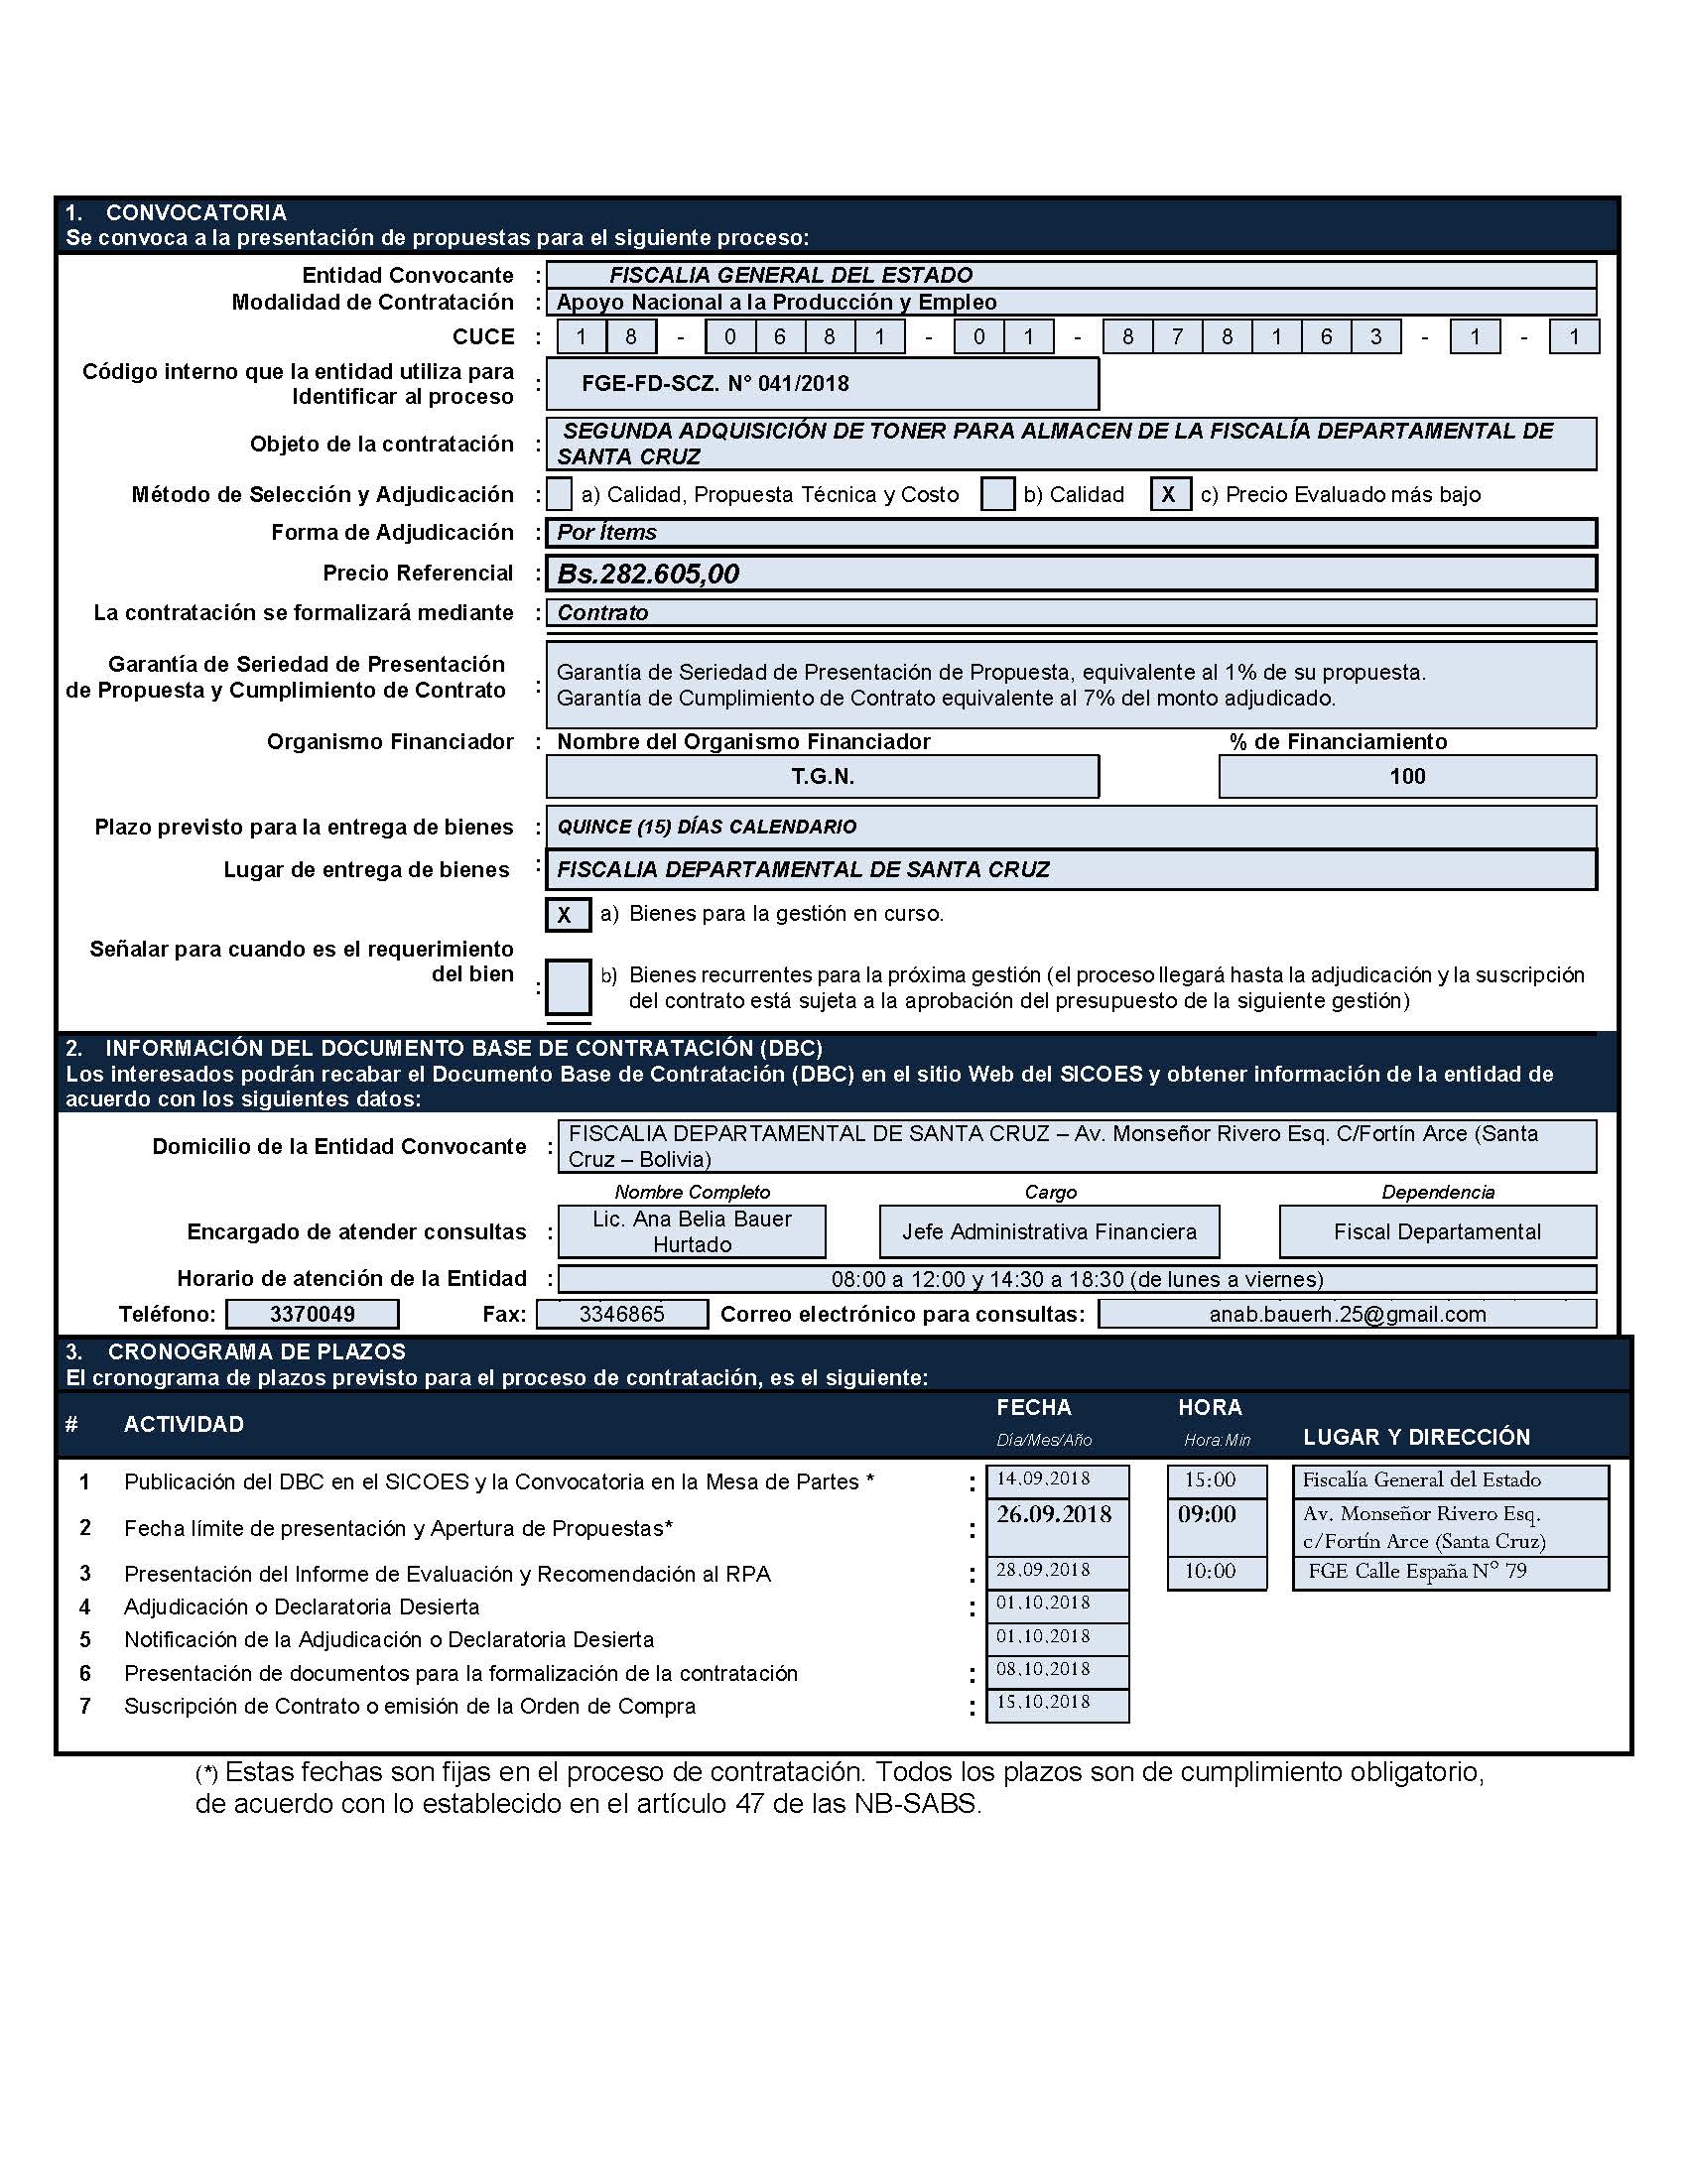 1. CONVOCATORIA
Se convoca a la presentación de propuestas para el siguiente proceso:
Entidad Convocante : FISCALIA GENERAL DEL ESTADO
Modalidad de Contratación : Apoyo Nacional a la Producción y Empleo
CUCE : 1 8 - 0 6 8 1 - 0 1 - 8 7 8 1 6 3 - 1 - 1
Código interno que la entidad utiliza para
Identificar al proceso : FGE-FD-SCZ. N° 041/2018
Objeto de la contratación : SEGUNDA ADQUISICIÓN DE TONER PARA ALMACEN DE LA FISCALÍA DEPARTAMENTAL DE
SANTA CRUZ
Método de Selección y Adjudicación : a) Calidad, Propuesta Técnica y Costo b) Calidad X c) Precio Evaluado más bajo
Forma de Adjudicación : Por Ítems
Precio Referencial : Bs.282.605,00
La contratación se formalizará mediante : Contrato
Garantía de Seriedad de Presentación
de Propuesta y Cumplimiento de Contrato :
Garantía de Seriedad de Presentación de Propuesta, equivalente al 1% de su propuesta.
Garantía de Cumplimiento de Contrato equivalente al 7% del monto adjudicado.
Organismo Financiador : Nombre del Organismo Financiador % de Financiamiento
T.G.N. 100
Plazo previsto para la entrega de bienes : QUINCE (15) DÍAS CALENDARIO
Lugar de entrega de bienes : FISCALIA DEPARTAMENTAL DE SANTA CRUZ
X a) Bienes para la gestión en curso.
Señalar para cuando es el requerimiento
del bien :
b) Bienes recurrentes para la próxima gestión (el proceso llegará hasta la adjudicación y la suscripción
del contrato está sujeta a la aprobación del presupuesto de la siguiente gestión)
2. INFORMACIÓN DEL DOCUMENTO BASE DE CONTRATACIÓN (DBC)
Los interesados podrán recabar el Documento Base de Contratación (DBC) en el sitio Web del SICOES y obtener información de la entidad de
acuerdo con los siguientes datos:
Domicilio de la Entidad Convocante : FISCALIA DEPARTAMENTAL DE SANTA CRUZ – Av. Monseñor Rivero Esq. C/Fortín Arce (Santa
Cruz – Bolivia)
Nombre Completo Cargo Dependencia
Encargado de atender consultas : Lic. Ana Belia Bauer
Hurtado Jefe Administrativa Financiera Fiscal Departamental
Horario de atención de la Entidad : 08:00 a 12:00 y 14:30 a 18:30 (de lunes a viernes)
Teléfono: 3370049 Fax: 3346865 Correo electrónico para consultas: anab.bauerh.25@gmail.com
3. CRONOGRAMA DE PLAZOS
El cronograma de plazos previsto para el proceso de contratación, es el siguiente:
# ACTIVIDAD FECHA HORA LUGAR Y DIRECCIÓN
Día/Mes/Año Hora:Min
1 Publicación del DBC en el SICOES y la Convocatoria en la Mesa de Partes * : 14.09.2018 15:00 Fiscalía General del Estado
2 Fecha límite de presentación y Apertura de Propuestas* : 26.09.2018 09:00 Av. Monseñor Rivero Esq.
c/Fortín Arce (Santa Cruz)
3 Presentación del Informe de Evaluación y Recomendación al RPA : 28.09.2018 10:00 FGE Calle España N° 79
4 Adjudicación o Declaratoria Desierta : 01.10.2018
5 Notificación de la Adjudicación o Declaratoria Desierta 01.10.2018
6 Presentación de documentos para la formalización de la contratación : 08.10.2018
7 Suscripción de Contrato o emisión de la Orden de Compra : 15.10.2018
(*) Estas fechas son fijas en el proceso de contratación. Todos los plazos son de cumplimiento obligatorio,
de acuerdo con lo establecido en el artículo 47 de las NB-SABS.